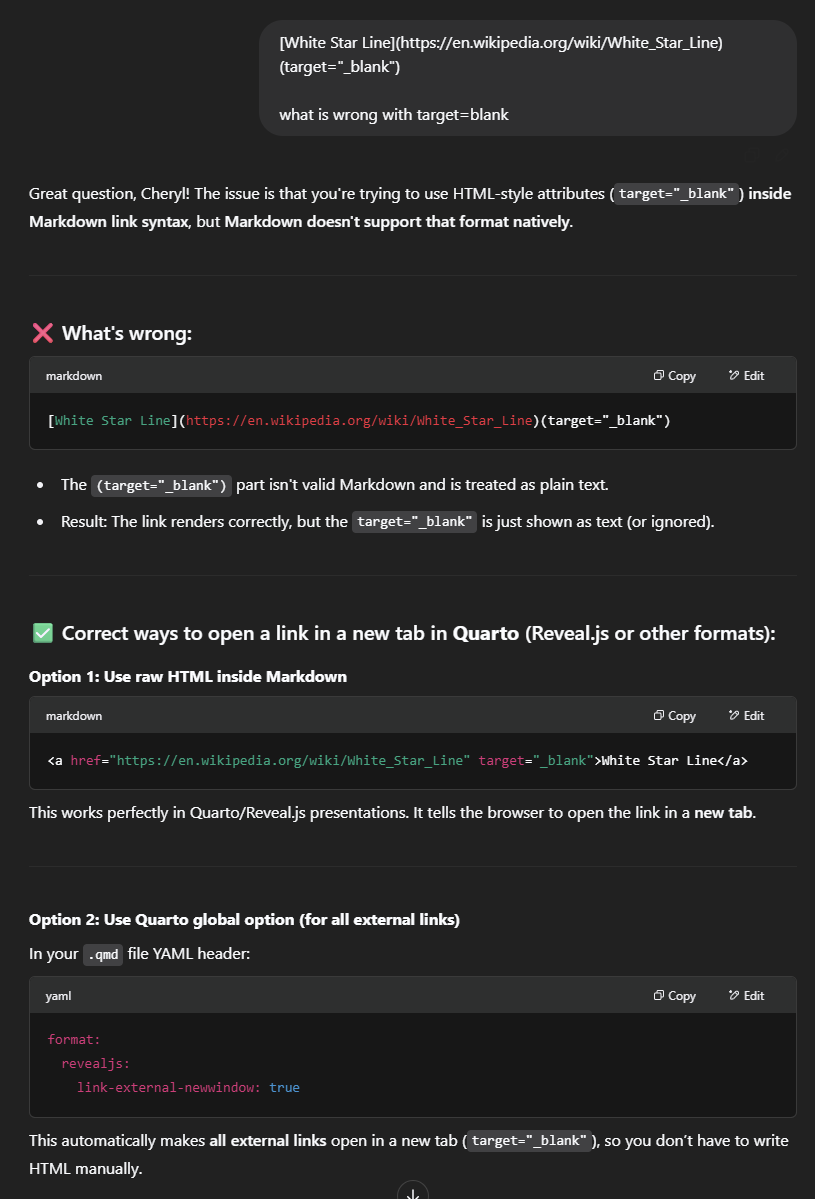 [White Star Line](https://en.wikipedia.org/wiki/White_Star_Line)
(target="_blank")
what is wrong with target=blank
Great question, Cheryl! The issue is that you're trying to use HTML-style attributes (target="_blank") inside
Markdown link syntax, but Markdown doesn't support that format natively.
❌ What's wrong:
markdown
Copy
Edit
[White Star Line](https://en.wikipedia.org/wiki/White_Star_Line)(target="_blank")
• The (target="_blank") part isn't valid Markdown and is treated as plain text.
• Result: The link renders correctly, but the target="_blank" is just shown as text (or ignored).
✅ Correct ways to open a link in a new tab in Quarto (Reveal.js or other formats):
Option 1: Use raw HTML inside Markdown
markdown
Copy
Edit
<a href="https://en.wikipedia.org/wiki/White_Star_Line" target="_blank">White Star Line</a>
This works perfectly in Quarto/Reveal.js presentations. It tells the browser to open the link in a new tab.
Option 2: Use Quarto global option (for all external links)
In your .qmd file YAML header:
yaml
Copy
Edit
format:
  revealjs:
    link-external-newwindow: true
This automatically makes all external links open in a new tab (target="_blank"), so you don’t have to write
HTML manually.